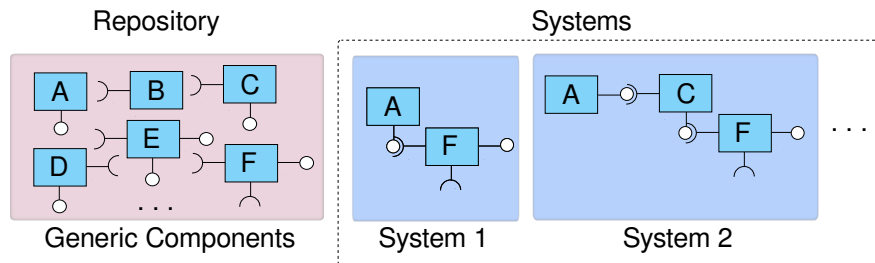 Repository
Systems
A
B
C
E
D
F
. . .
Generic Components
A
F
System 1
A
C
F
System 2
. . .